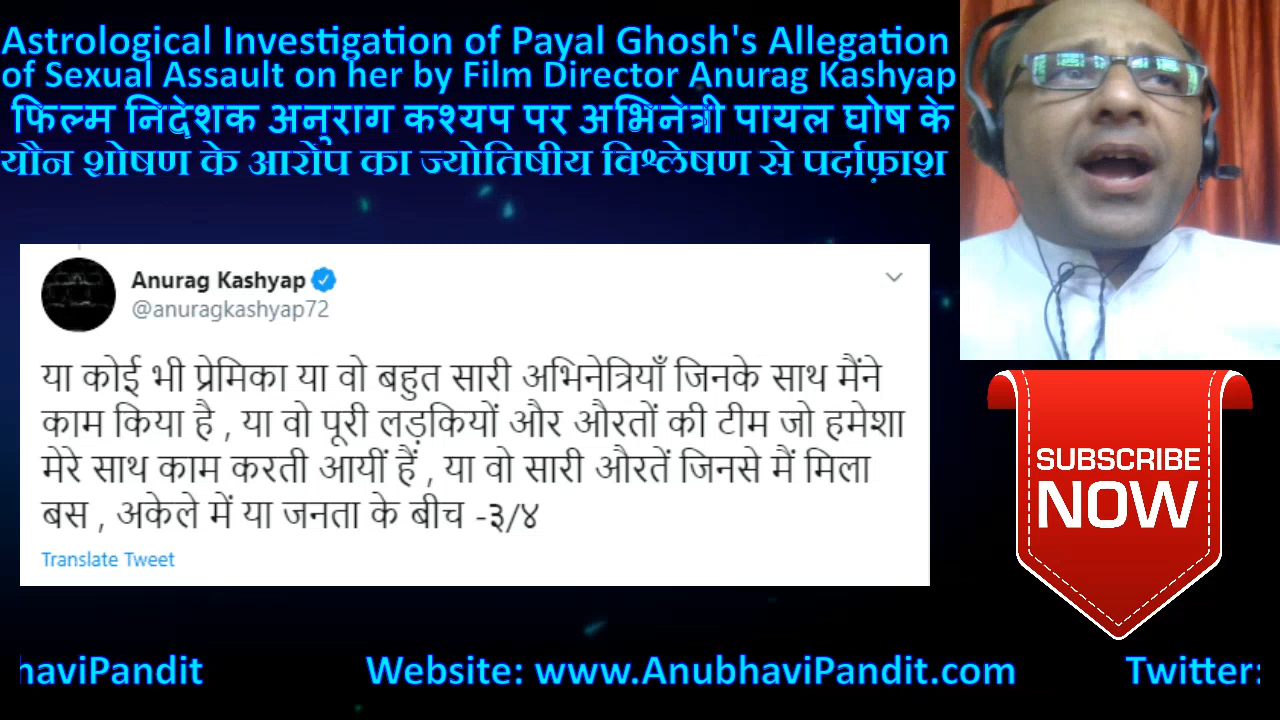 Astrological Investigation of Payal Ghosh's Allegation
of Sexual Assault on her by Film Director Anurag Kashyap
फिल्म निर्देशक अनुराग कश्यप पर अभिनेत्री पायल घोष के
यौन शोषण के आरोप का ज्योतिषीय विश्लेषण से पर्दाफ़ाश
Anurag Kashyap
@anuragkashyap72
या कोई भी प्रेमिका या वो बहुत सारी अभिनेत्रियाँ जिनके साथ मैंने
काम किया है , या वो पूरी लड़कियों और औरतों की टीम जो हमेशा
मेरे साथ काम करती आयीं हैं , या वो सारी औरतें जिनसे मैं मिला
बस , अकेले में या जनता के बीच -३/४
Translate Tweet
SUBSCRIBE
NOW
haviPandit Website: www.AnubhaviPandit.com Twitter: